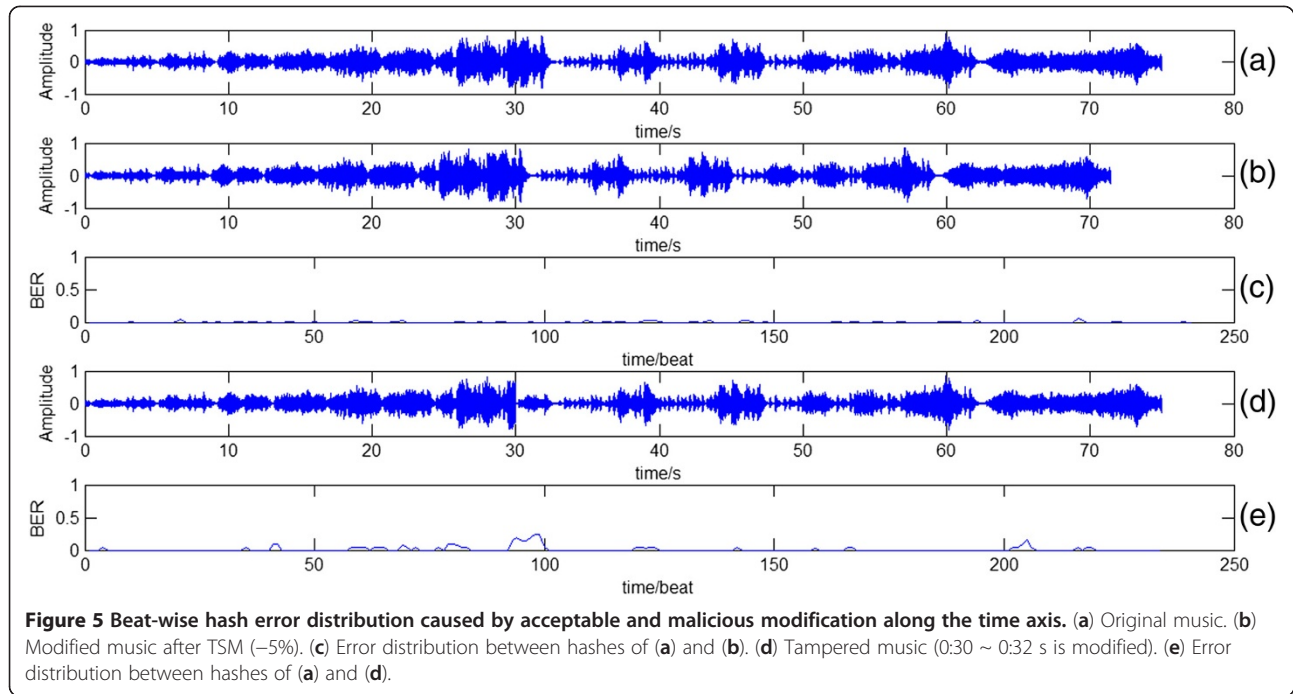 1
0
-1
Amplitude
0 10 20 30 40 50 60 70 80
time/s
(a)
1
0
-1
Amplitude
0 10 20 30 40 50 60 70 80
time/s
(b)
1
0.5
0
BER
0 50 100 150 200 250
time/beat
(c)
1
0
-1
Amplitude
0 10 20 30 40 50 60 70 80
time/s
(d)
1
0.5
0
BER
0 50 100 150 200 250
time/beat
(e)
Figure 5 Beat-wise hash error distribution caused by acceptable and malicious modification along the time axis. (a) Original music. (b)
Modified music after TSM (−5%). (c) Error distribution between hashes of (a) and (b). (d) Tampered music (0:30 ~ 0:32 s is modified). (e) Error
distribution between hashes of (a) and (d).